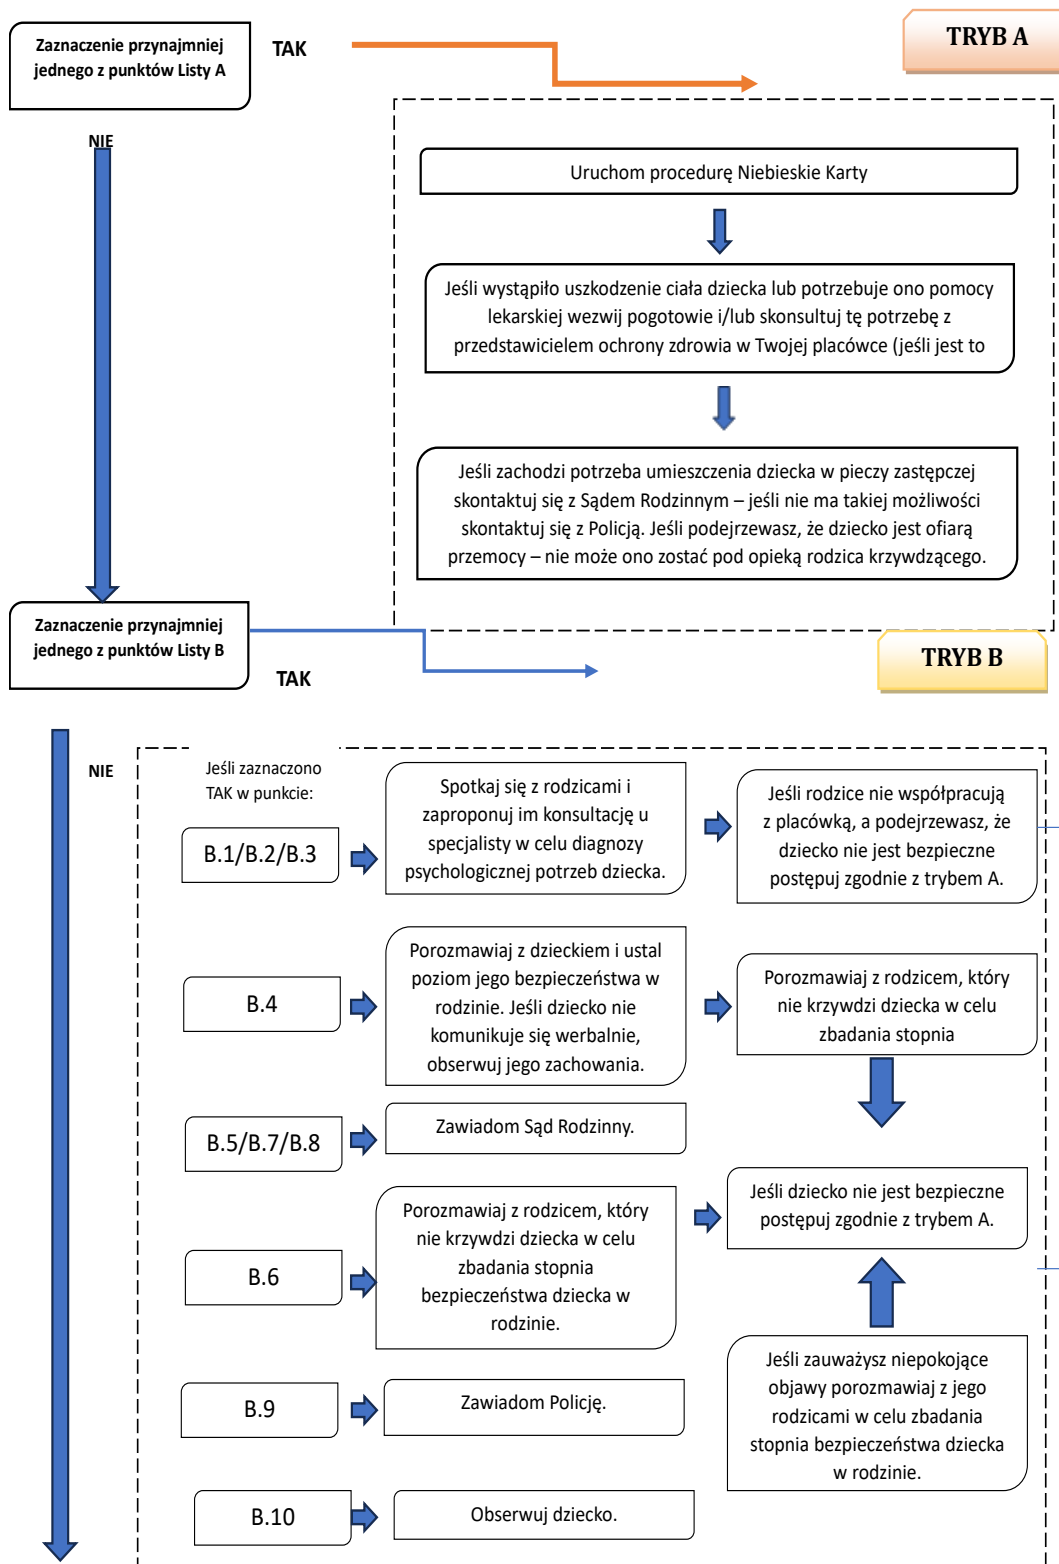 Zaznaczenie przynajmniej
jednego z punktów Listy A
TAK
TRYB A
NIE
Uruchom procedurę Niebieskie Karty
Jeśli wystąpiło uszkodzenie ciała dziecka lub potrzebuje ono pomocy
lekarskiej wezwij pogotowie i/lub skonsultuj tę potrzebę z
przedstawicielem ochrony zdrowia w Twojej placówce (jeśli jest to
Jeśli zachodzi potrzeba umieszczenia dziecka w pieczy zastępczej
skontaktuj się z Sądem Rodzinnym – jeśli nie ma takiej możliwości
skontaktuj się z Policją. Jeśli podejrzewasz, że dziecko jest ofiarą
przemocy – nie może ono zostać pod opieką rodzica krzywdzącego.
Zaznaczenie przynajmniej
jednego z punktów Listy B
TAK
TRYB B
NIE
Jeśli zaznaczono
TAK w punkcie:
B.1/B.2/B.3
Spotkaj się z rodzicami i
zaproponuj im konsultację u
specjalisty w celu diagnozy
psychologicznej potrzeb dziecka.
Jeśli rodzice nie współpracują
z placówką, a podejrzewasz, że
dziecko nie jest bezpieczne
postępuj zgodnie z trybem A.
B.4
Porozmawiaj z dzieckiem i ustal
poziom jego bezpieczeństwa w
rodzinie. Jeśli dziecko nie
komunikuje się werbalnie,
obserwuj jego zachowania.
Porozmawiaj z rodzicem, który
nie krzywdzi dziecka w celu
zbadania stopnia
B.5/B.7/B.8
Zawiadom Sąd Rodzinny.
Jeśli dziecko nie jest bezpieczne
postępuj zgodnie z trybem A.
B.6
Porozmawiaj z rodzicem, który
nie krzywdzi dziecka w celu
zbadania stopnia
bezpieczeństwa dziecka w
rodzinie.
Jeśli zauważysz niepokojące
objawy porozmawiaj z jego
rodzicami w celu zbadania
stopnia bezpieczeństwa dziecka
w rodzinie.
B.9
Zawiadom Policję.
B.10
Obserwuj dziecko.